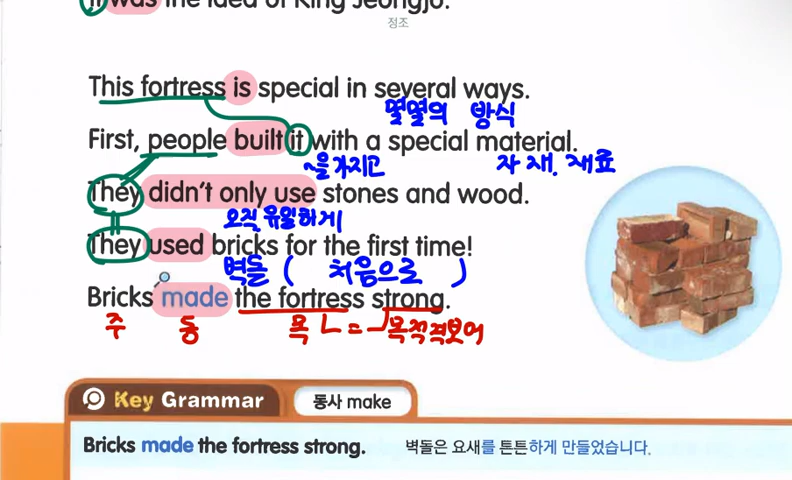 It was the idea of King Jeongjo.
정조
This fortress is special in several ways.
몇몇의 방식
First, people built it with a special material.
~을 가지고 자재, 재료
They didn't only use stones and wood.
오직 유일하게
They used bricks for the first time!
벽돌 ( 처음으로 )
Bricks made the fortress strong.
주 동 목 = 목적격보어
Key Grammar 동사 make
Bricks made the fortress strong. 벽돌은 요새를 튼튼하게 만들었습니다.